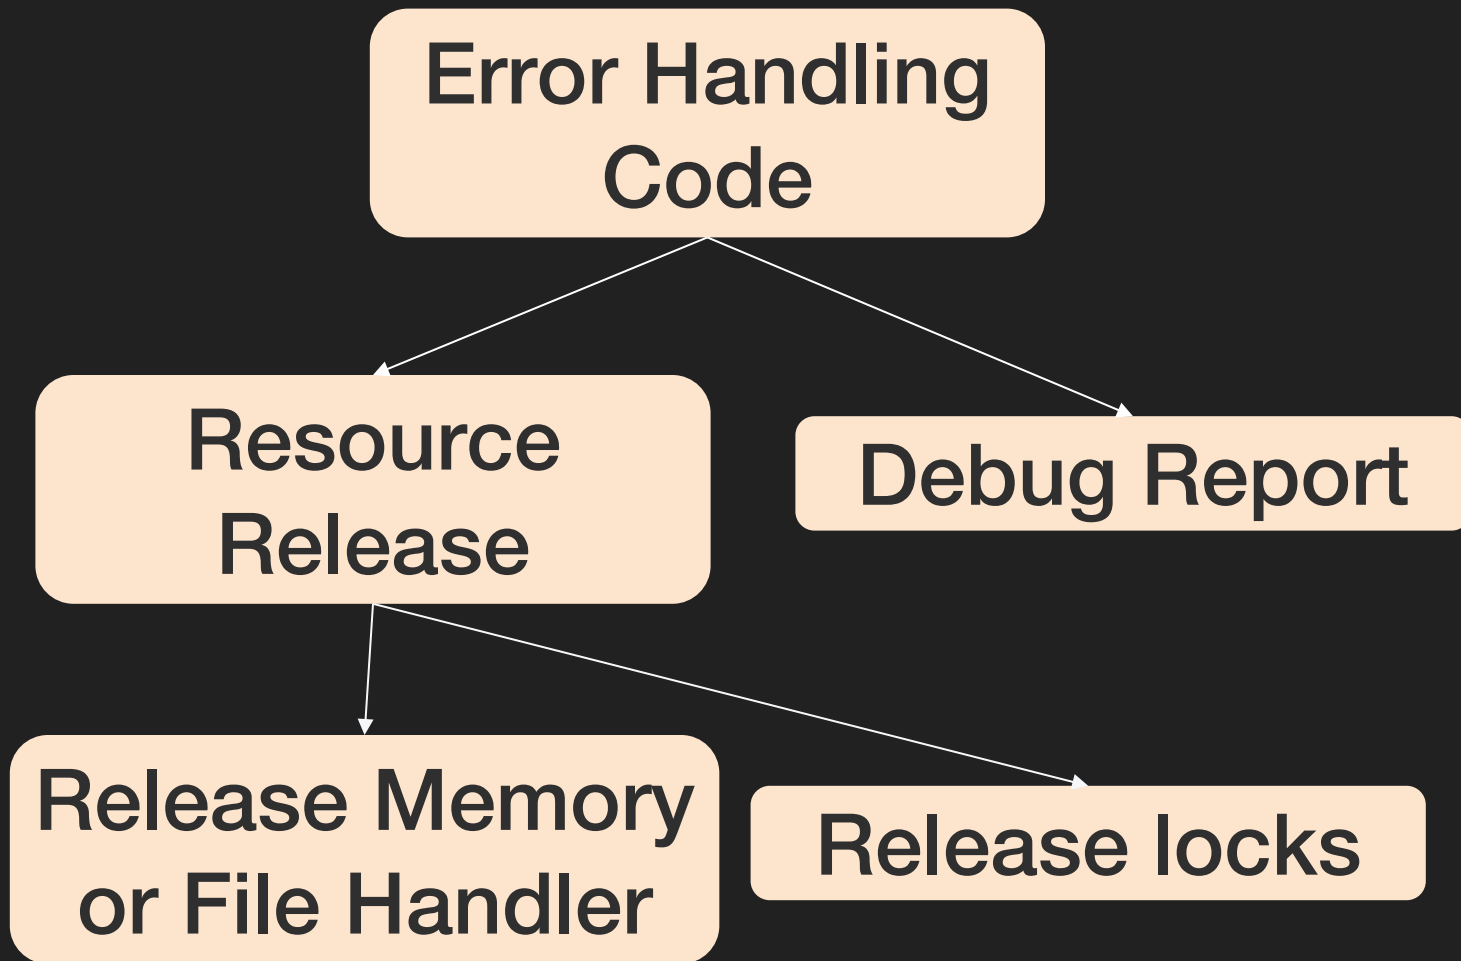 Error Handling
Code
Resource
Release
Debug Report
Release Memory
or File Handler
Release locks